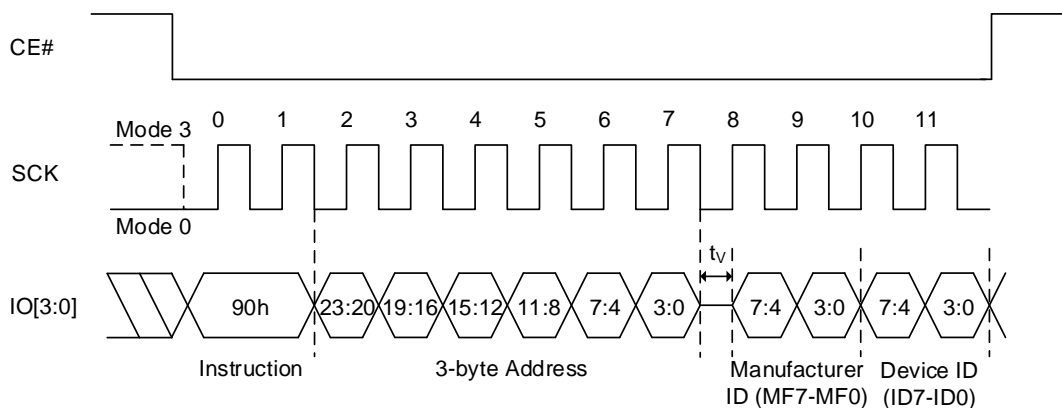 CE#
Mode 3
0 1 2 3 4 5 6 7 8 9 10 11
SCK
Mode 0
tV
IO[3:0]
90h 23:20 19:16 15:12 11:8 7:4 3:0 7:4 3:0 7:4 3:0
Instruction
3-byte Address
Manufacturer
ID (MF7-MF0)
Device ID
(ID7-ID0)